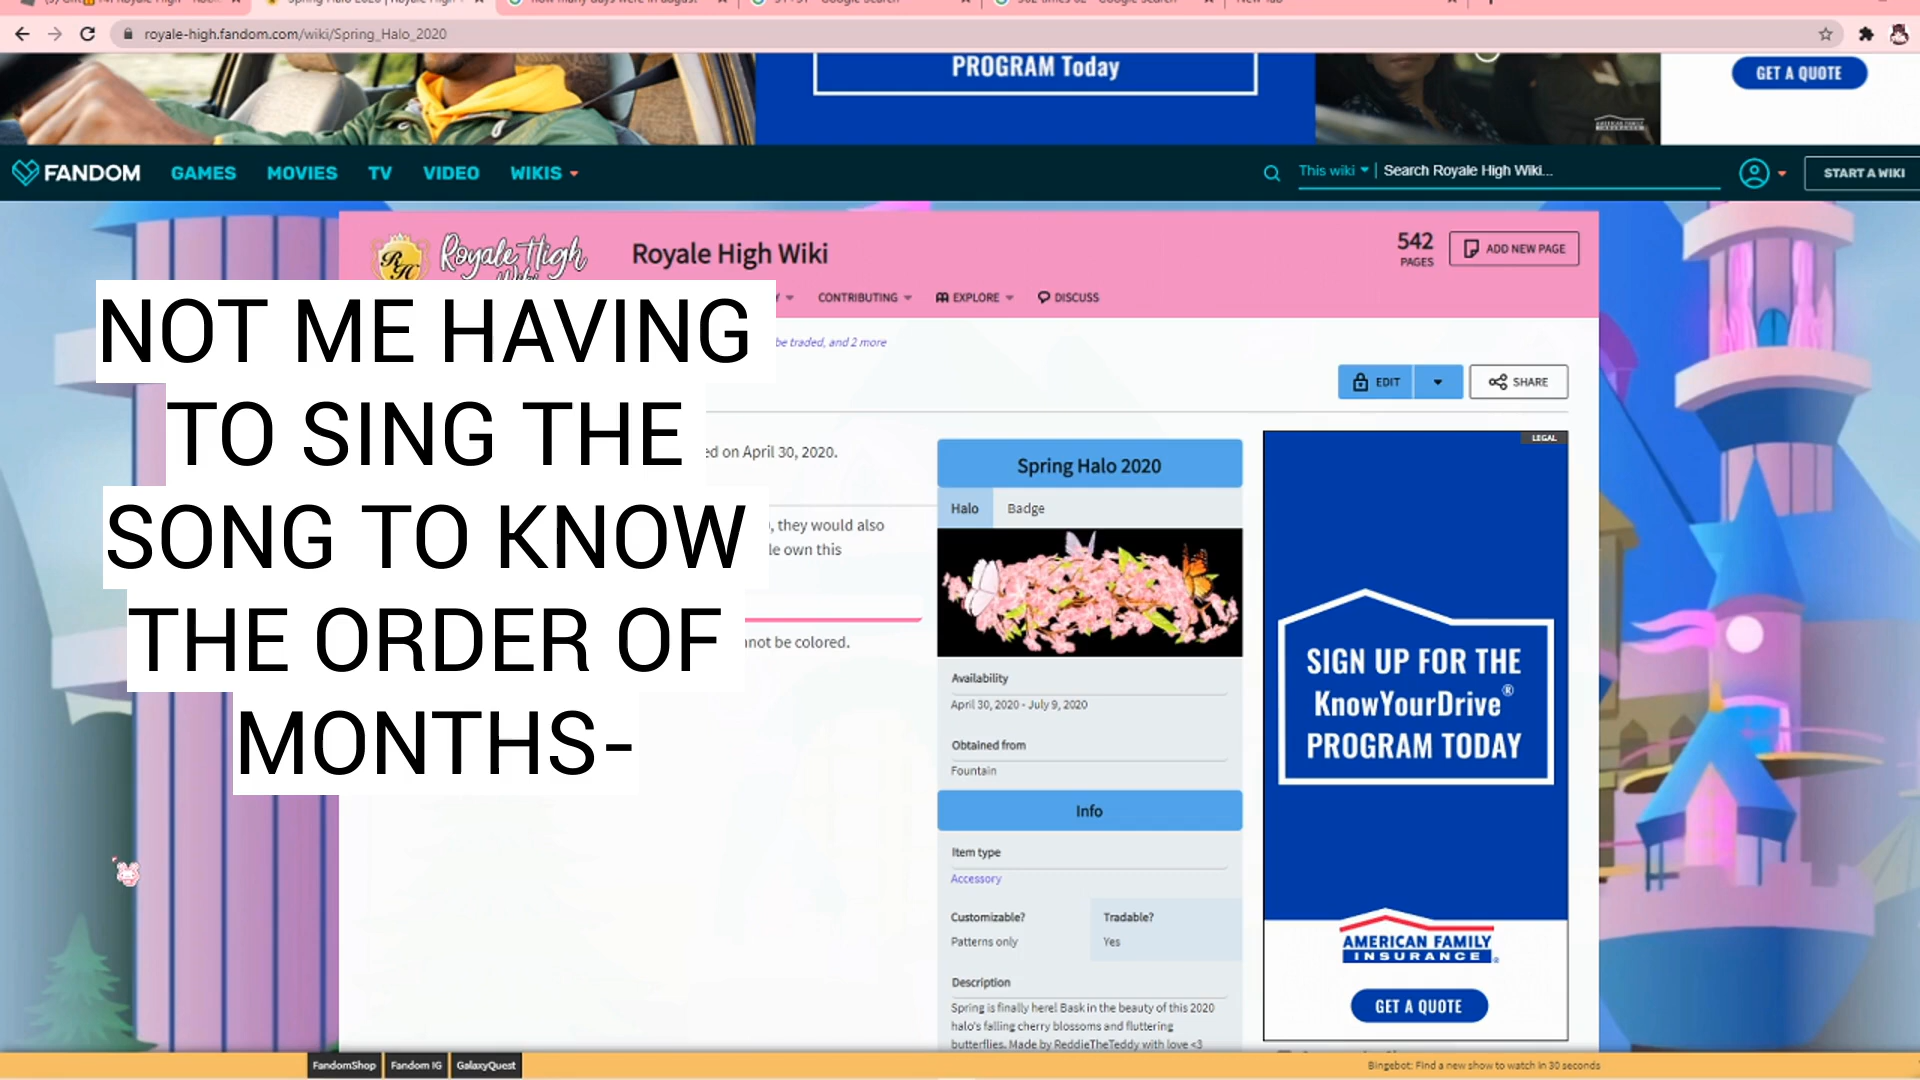 royale-high.fandom.com/wiki/Spring_Halo_2020
PROGRAM Today
GET A QUOTE
AMERICAN FAMILY
INSURANCE
FANDOM
GAMES
MOVIES
TV
VIDEO
WIKIS
This wiki
Search Royale High Wiki...
START A WIKI
RH
Royale High
Royale High Wiki
542
PAGES
ADD NEW PAGE
CONTRIBUTING
EXPLORE
DISCUSS
be traded, and 2 more
EDIT
SHARE
NOT ME HAVING
TO SING THE
SONG TO KNOW
THE ORDER OF
MONTHS-
ed on April 30, 2020.
, they would also
le own this
not be colored.
Spring Halo 2020
Halo
Badge
Availability
April 30, 2020 - July 9, 2020
Obtained from
Fountain
Info
Item type
Accessory
Customizable?
Tradable?
Patterns only
Yes
Description
Spring is finally here! Bask in the beauty of this 2020
halo's falling cherry blossoms and fluttering
butterflies. Made by ReddieTheTeddy with love <3
LEGAL
SIGN UP FOR THE
KnowYourDrive®
PROGRAM TODAY
AMERICAN FAMILY
INSURANCE®
GET A QUOTE
FandomShop
Fandom IG
GalaxyQuest
Bingebot: Find a new show to watch in 30 seconds